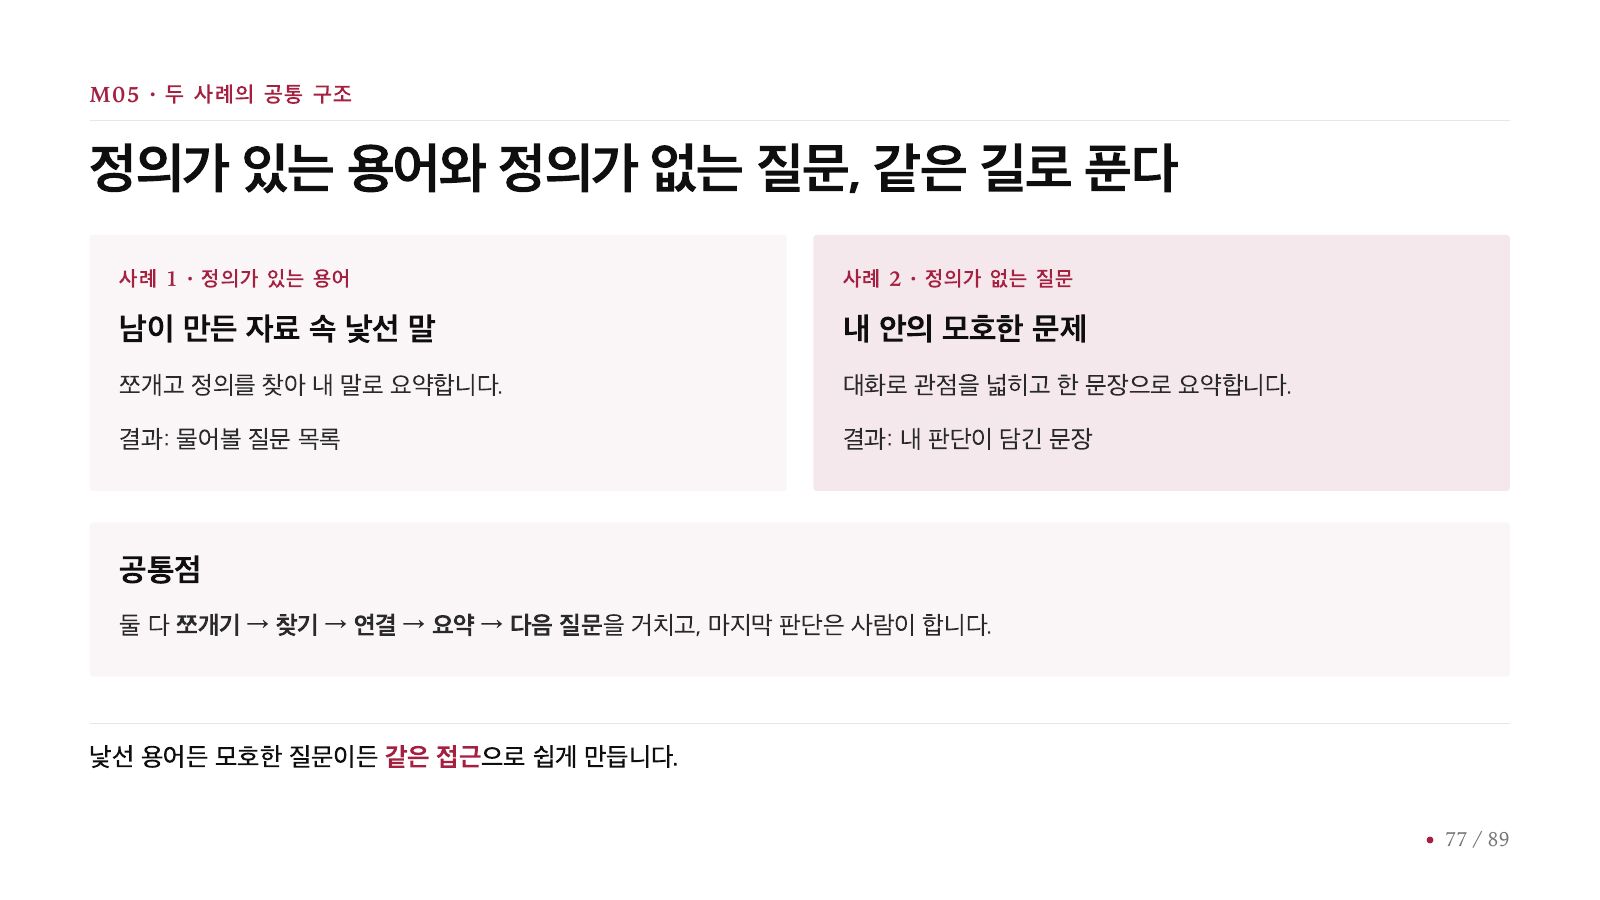 M05 · 두 사례의 공통 구조
정의가 있는 용어와 정의가 없는 질문, 같은 길로 푼다
사례 1 · 정의가 있는 용어
남이 만든 자료 속 낯선 말
쪼개고 정의를 찾아 내 말로 요약합니다.
결과: 물어볼 질문 목록
사례 2 · 정의가 없는 질문
내 안의 모호한 문제
대화로 관점을 넓히고 한 문장으로 요약합니다.
결과: 내 판단이 담긴 문장
공통점
둘 다 쪼개기 → 찾기 → 연결 → 요약 → 다음 질문을 거치고, 마지막 판단은 사람이 합니다.
낯선 용어든 모호한 질문이든 같은 접근으로 쉽게 만듭니다.
• 77 / 89